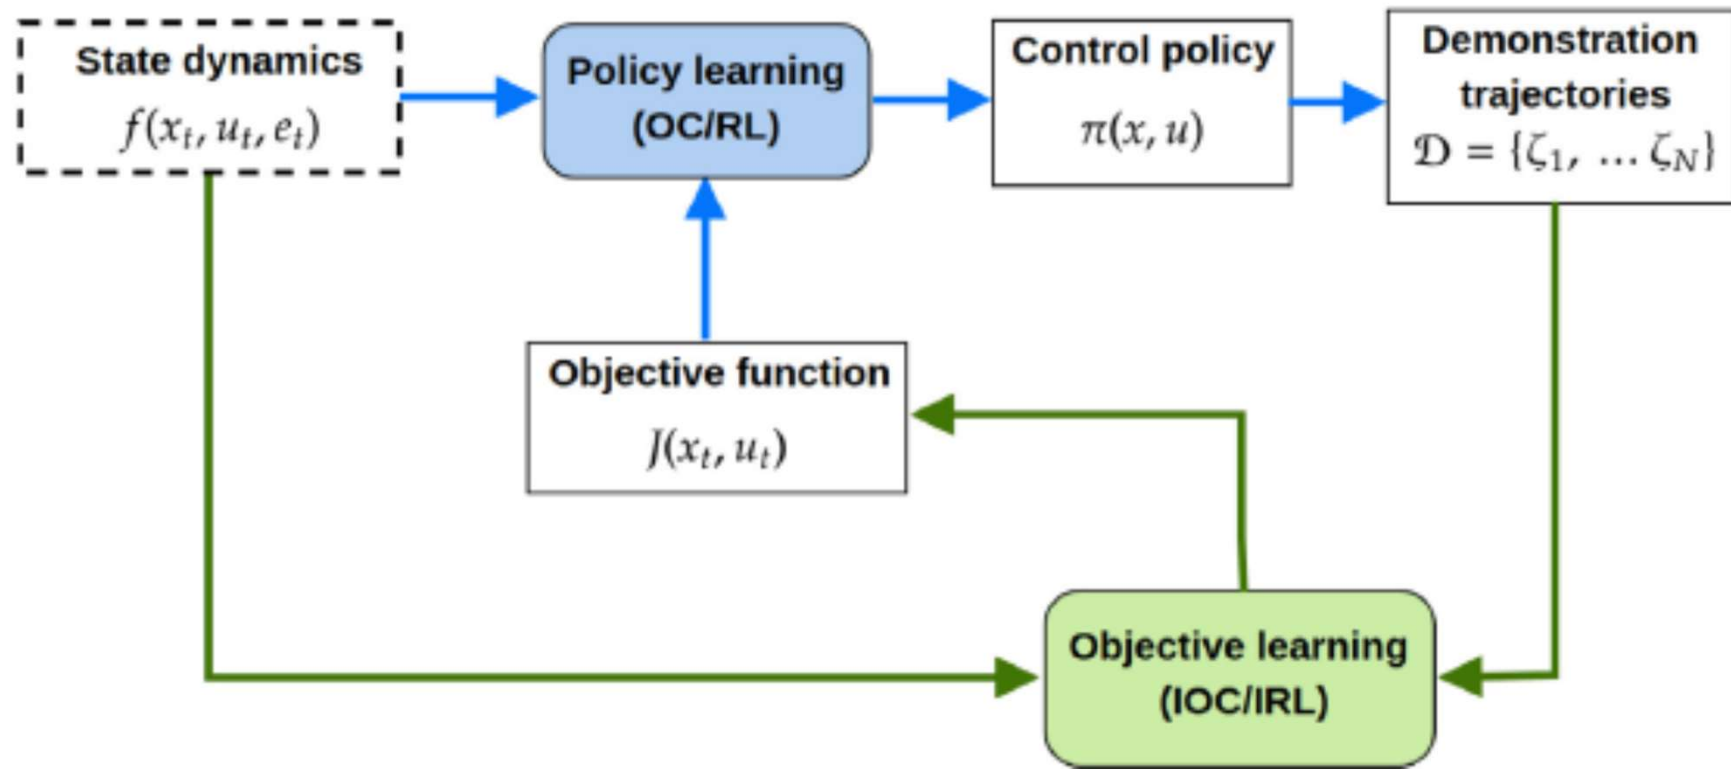 State dynamics
f(xₜ, uₜ, eₜ)
Policy learning
(OC/RL)
Control policy
π(x, u)
Demonstration
trajectories
𝒟 = {ζ₁, … ζ_N}
Objective function
J(xₜ, uₜ)
Objective learning
(IOC/IRL)